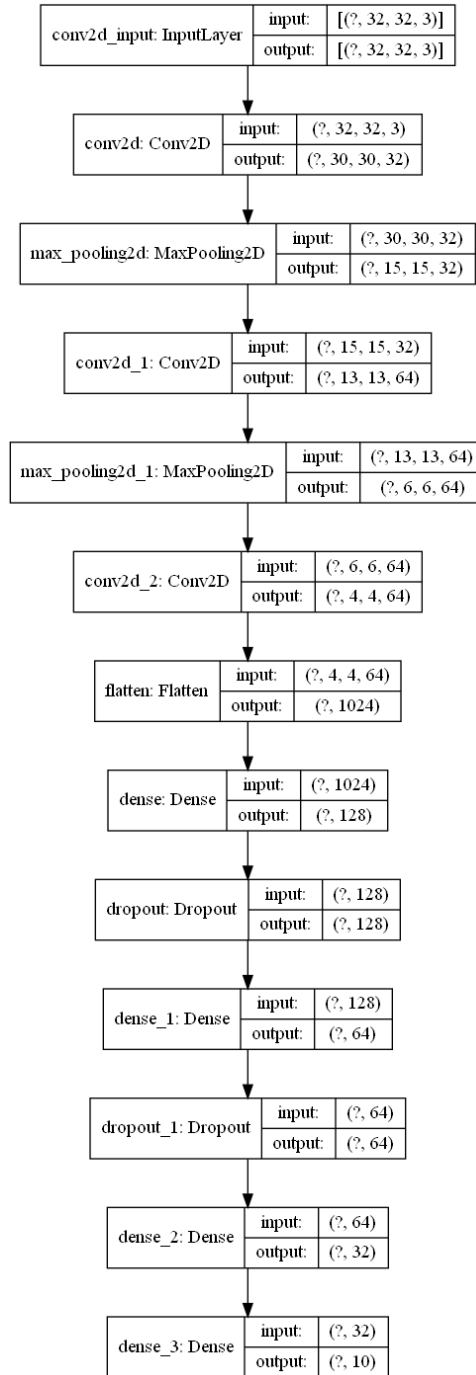 conv2d_input: InputLayer
input: [(?, 32, 32, 3)]
output: [(?, 32, 32, 3)]
conv2d: Conv2D
input: (?, 32, 32, 3)
output: (?, 30, 30, 32)
max_pooling2d: MaxPooling2D
input: (?, 30, 30, 32)
output: (?, 15, 15, 32)
conv2d_1: Conv2D
input: (?, 15, 15, 32)
output: (?, 13, 13, 64)
max_pooling2d_1: MaxPooling2D
input: (?, 13, 13, 64)
output: (?, 6, 6, 64)
conv2d_2: Conv2D
input: (?, 6, 6, 64)
output: (?, 4, 4, 64)
flatten: Flatten
input: (?, 4, 4, 64)
output: (?, 1024)
dense: Dense
input: (?, 1024)
output: (?, 128)
dropout: Dropout
input: (?, 128)
output: (?, 128)
dense_1: Dense
input: (?, 128)
output: (?, 64)
dropout_1: Dropout
input: (?, 64)
output: (?, 64)
dense_2: Dense
input: (?, 64)
output: (?, 32)
dense_3: Dense
input: (?, 32)
output: (?, 10)